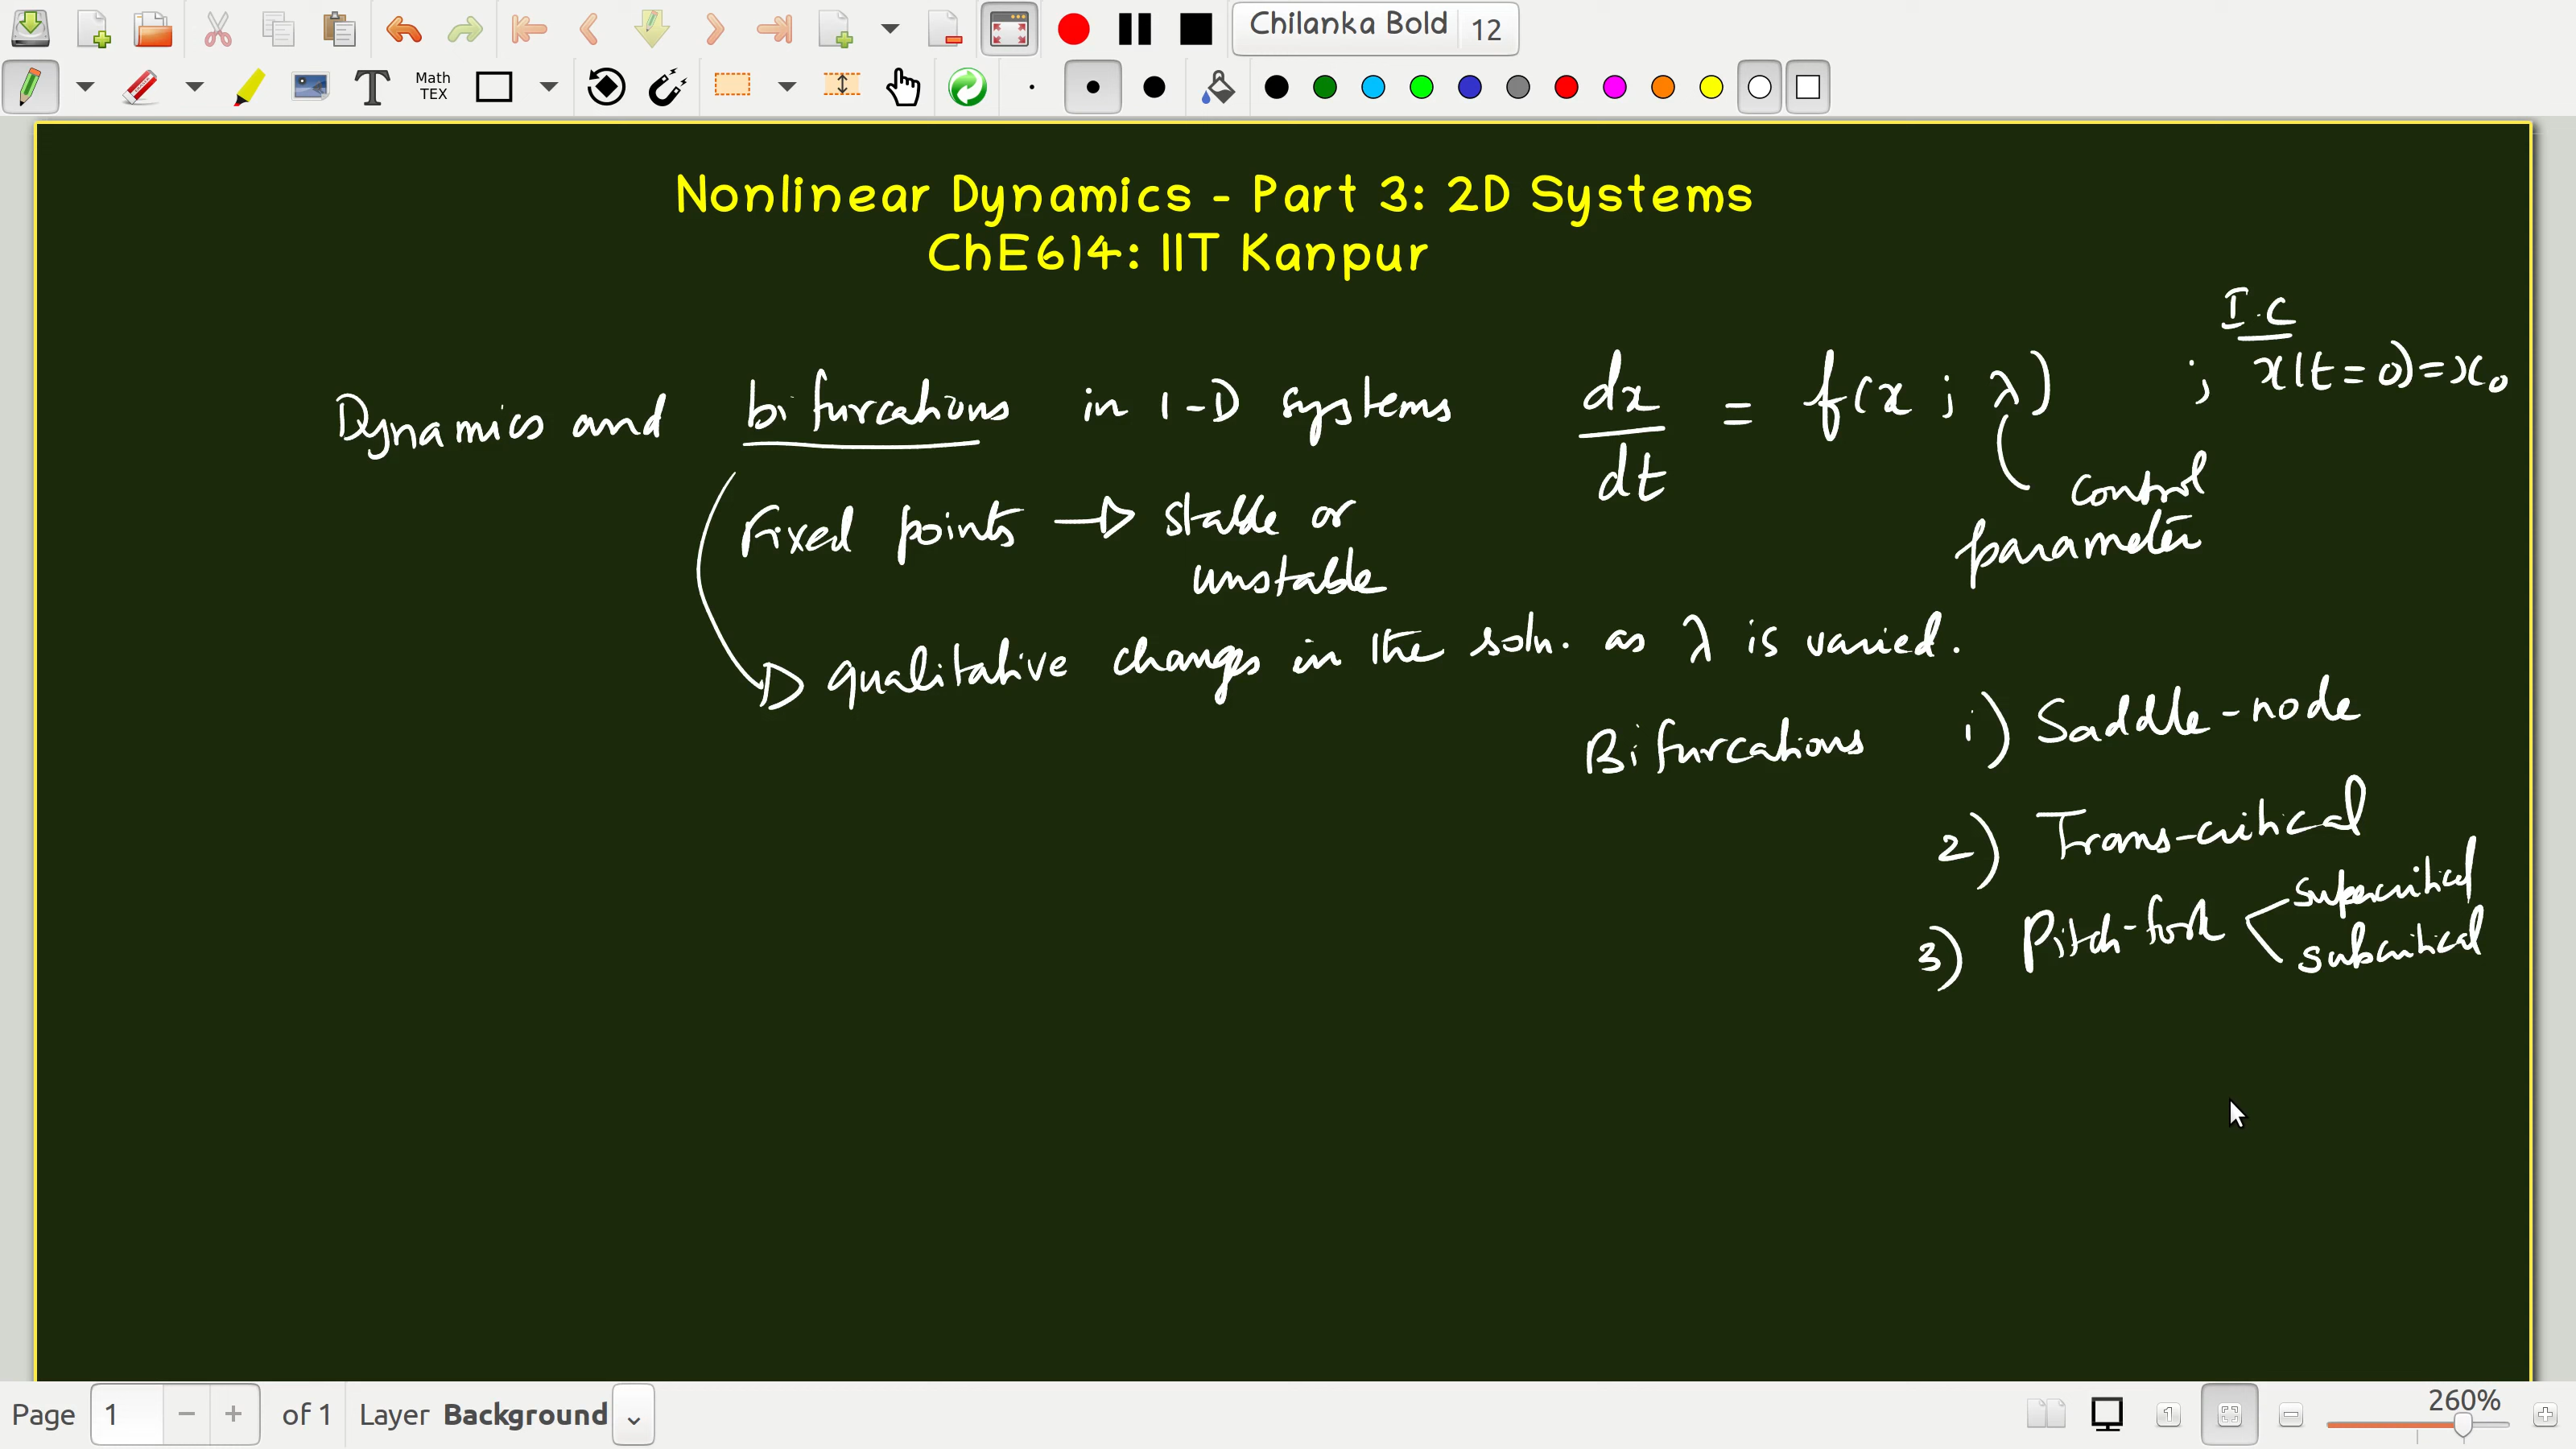 Chilanka Bold 12
Math
TEX
Nonlinear Dynamics - Part 3: 2D Systems
ChE614: IIT Kanpur
I.C
Dynamics and bifurcations in 1-D systems dx/dt = f(x ; λ) ; x(t=0)=x₀
control
parameter
Fixed points → stable or
unstable
qualitative changes in the soln. as λ is varied.
Bifurcations 1) Saddle-node
2) Trans-critical
3) Pitch-fork supercritical
subcritical
Page 1 of 1 Layer Background 260%